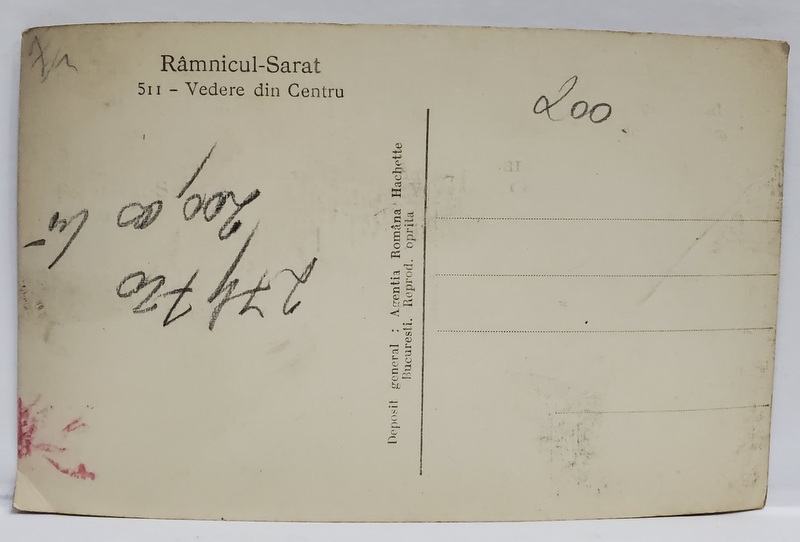 Râmnicul-Sarat
511 – Vedere din Centru
200
200,00
Deposit general : Agentia Româna Hachette
Bucuresti. Reprod. oprita